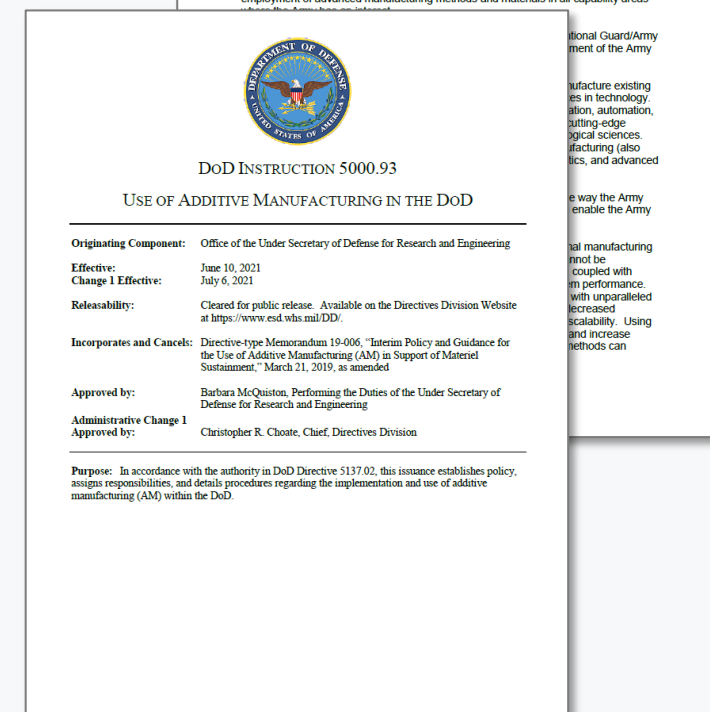 employment of advanced manufacturing methods and materials in all capability areas
where the Army has an interest
DEPARTMENT OF DEFENSE
UNITED STATES OF AMERICA
DOD INSTRUCTION 5000.93
USE OF ADDITIVE MANUFACTURING IN THE DOD
Originating Component: Office of the Under Secretary of Defense for Research and Engineering
Effective: June 10, 2021
Change 1 Effective: July 6, 2021
Releasability: Cleared for public release. Available on the Directives Division Website
at https://www.esd.whs.mil/DD/.
Incorporates and Cancels: Directive-type Memorandum 19-006, “Interim Policy and Guidance for
the Use of Additive Manufacturing (AM) in Support of Materiel
Sustainment,” March 21, 2019, as amended
Approved by: Barbara McQuiston, Performing the Duties of the Under Secretary of
Defense for Research and Engineering
Administrative Change 1
Approved by: Christopher R. Choate, Chief, Directives Division
Purpose: In accordance with the authority in DoD Directive 5137.02, this issuance establishes policy,
assigns responsibilities, and details procedures regarding the implementation and use of additive
manufacturing (AM) within the DoD.
tional Guard/Army
ment of the Army
nufacture existing
es in technology.
ation, automation,
cutting-edge
ogical sciences.
ufacturing (also
tics, and advanced
e way the Army
enable the Army
nal manufacturing
nnot be
coupled with
em performance.
with unparalleled
decreased
scalability. Using
and increase
methods can